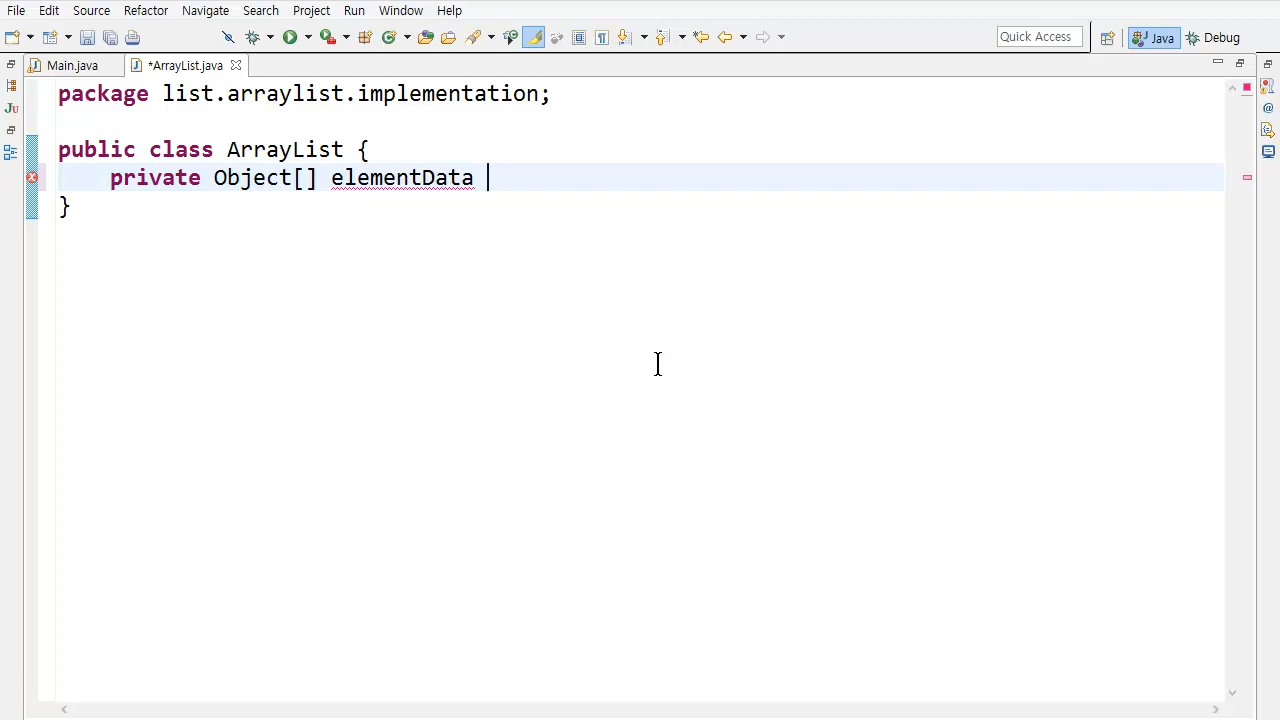 File Edit Source Refactor Navigate Search Project Run Window Help
Quick Access Java Debug
Main.java *ArrayList.java
package list.arraylist.implementation;
public class ArrayList {
private Object[] elementData
}